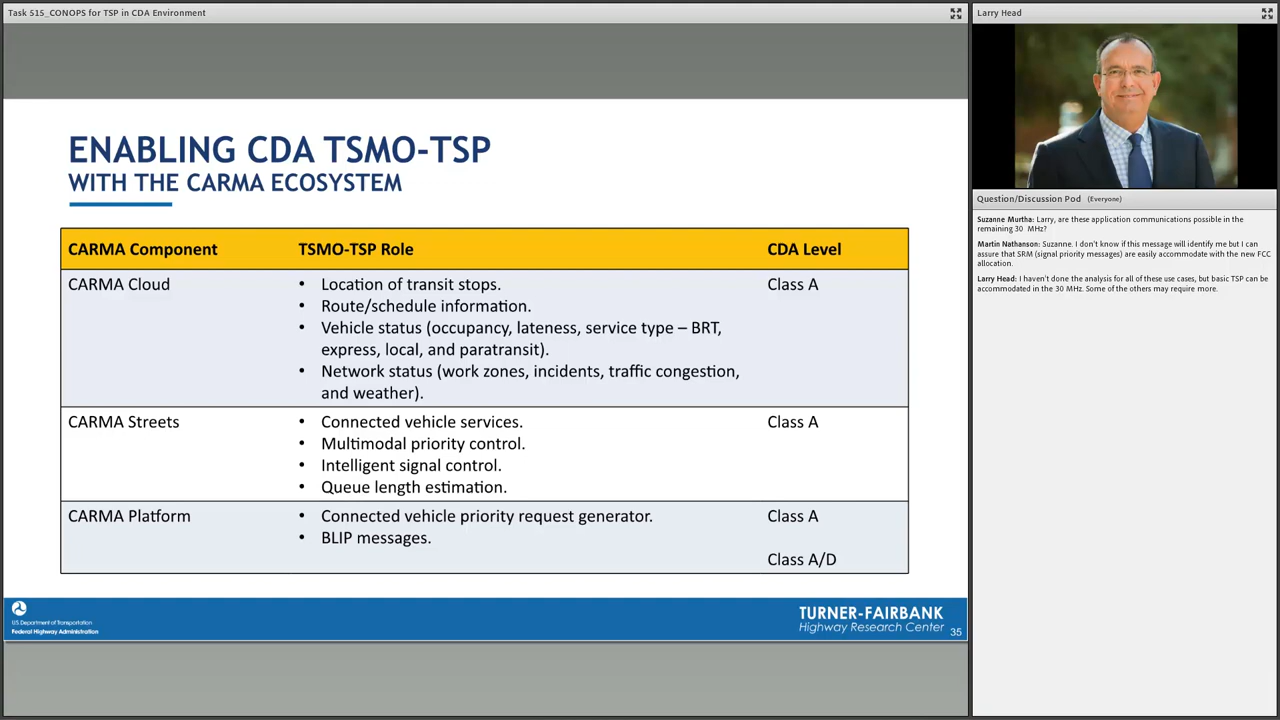 Task 515_CONOPS for TSP in CDA Environment
Larry Head
ENABLING CDA TSMO-TSP
WITH THE CARMA ECOSYSTEM
CARMA Component TSMO-TSP Role CDA Level
CARMA Cloud • Location of transit stops. Class A
• Route/schedule information.
• Vehicle status (occupancy, lateness, service type – BRT,
express, local, and paratransit).
• Network status (work zones, incidents, traffic congestion,
and weather).
CARMA Streets • Connected vehicle services. Class A
• Multimodal priority control.
• Intelligent signal control.
• Queue length estimation.
CARMA Platform • Connected vehicle priority request generator. Class A
• BLIP messages.
Class A/D
U.S. Department of Transportation
Federal Highway Administration
TURNER-FAIRBANK
Highway Research Center
35
Question/Discussion Pod (Everyone)
Suzanne Murtha: Larry, are these application communications possible in the
remaining 30 MHz?
Martin Nathanson: Suzanne. I don't know if this message will identify me but I can
assure that SRM (signal priority messages) are easily accommodate with the new FCC
allocation.
Larry Head: I haven't done the analysis for all of these use cases, but basic TSP can be
accommodated in the 30 MHz. Some of the others may require more.